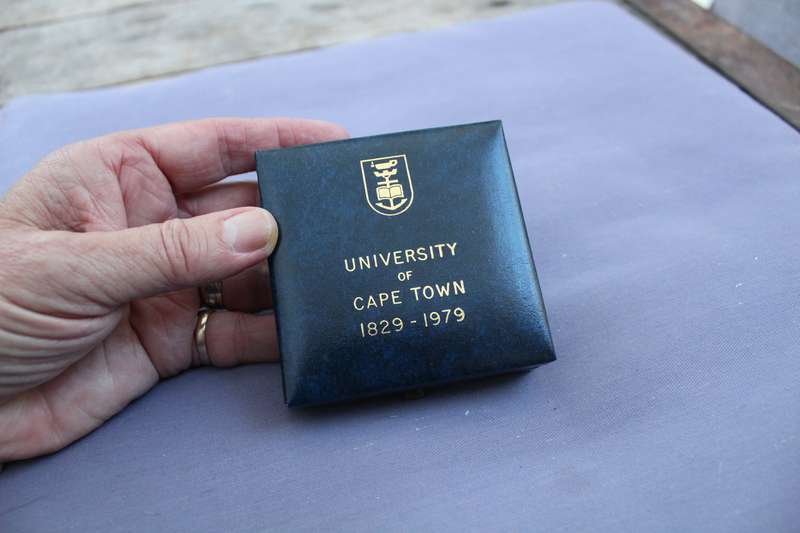 UNIVERSITY
OF
CAPE TOWN
1829 - 1979